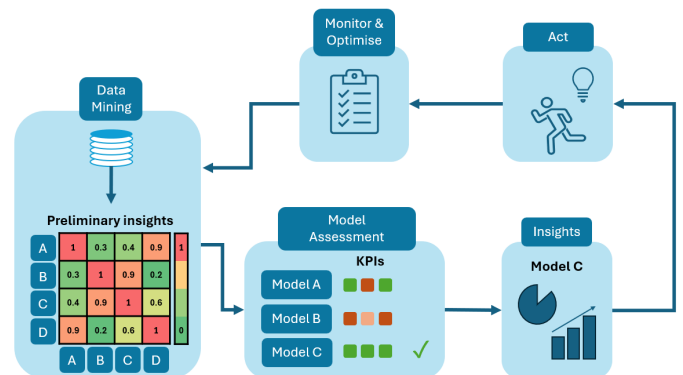 Monitor &
Optimise
Act
Data
Mining
Preliminary insights
A 1 0.3 0.4 0.9 1
B 0.3 1 0.9 0.2
C 0.4 0.9 1 0.6
D 0.9 0.2 0.6 1 0
A B C D
Model
Assessment
KPIs
Model A
Model B
Model C
Insights
Model C